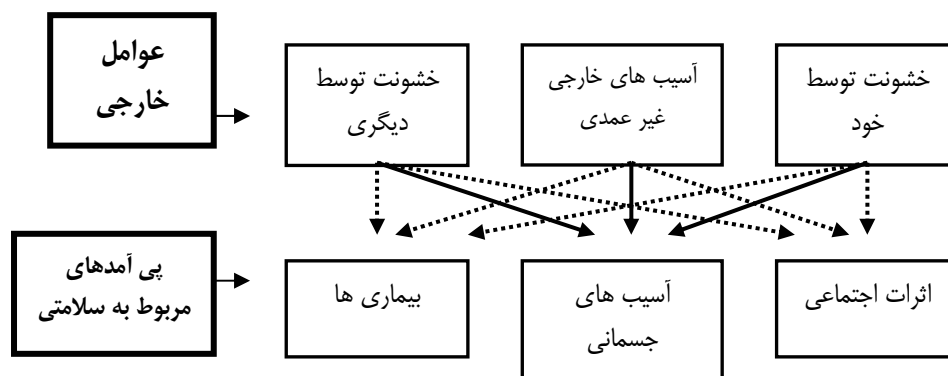 عوامل
خارجی
خشونت توسط
خود
آسیب های خارجی
غیر عمدی
خشونت توسط
دیگری
پی آمدهای
مربوط به سلامتی
اثرات اجتماعی
آسیب های
جسمانی
بیماری ها